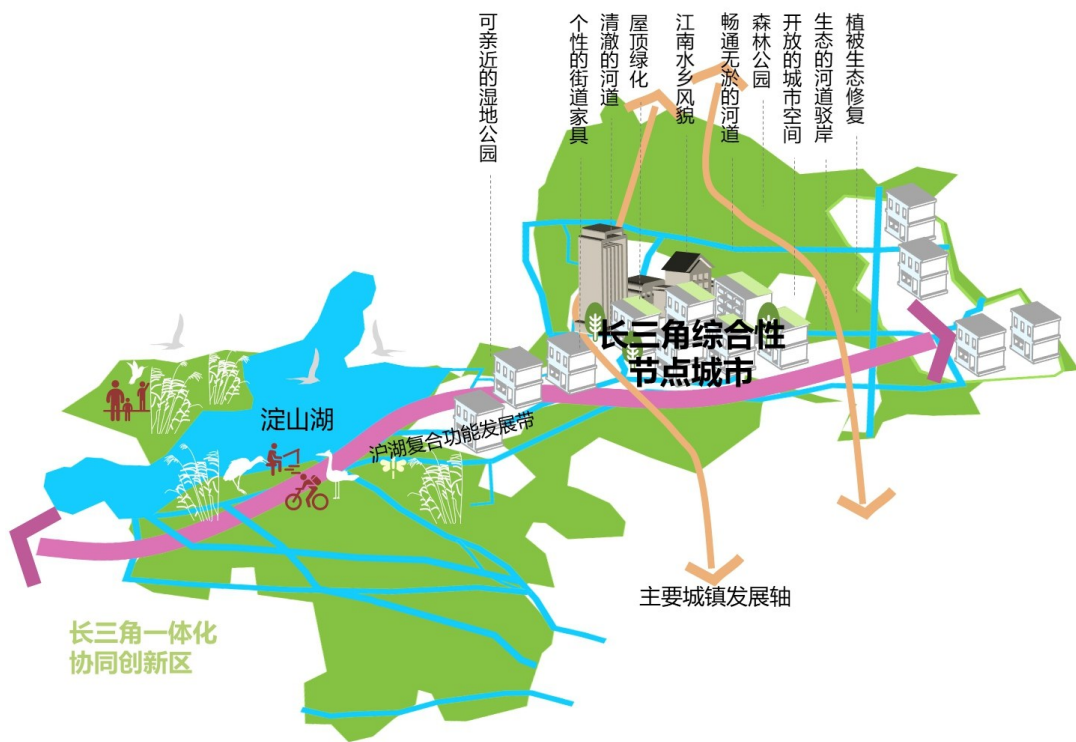 可亲近的湿地公园
个性的街道家具
清澈的河道
屋顶绿化
江南水乡风貌
畅通无淤的河道
森林公园
开放的城市空间
生态的河道驳岸
植被生态修复
长三角综合性
节点城市
淀山湖
沪湖复合功能发展带
主要城镇发展轴
长三角一体化
协同创新区